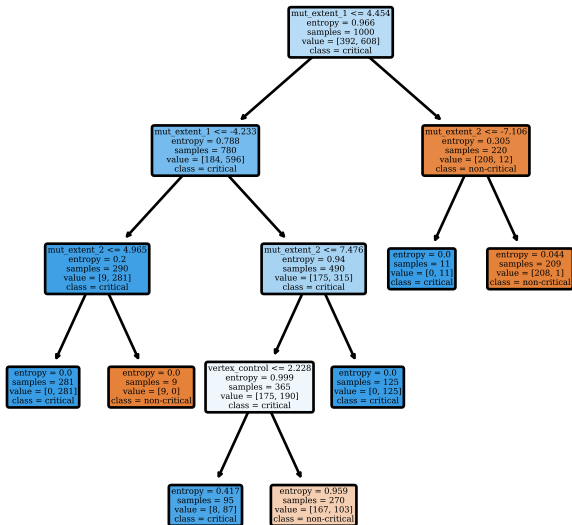 mut_extent_1 <= 4.454
entropy = 0.966
samples = 1000
value = [392, 608]
class = critical
mut_extent_1 <= -4.233
entropy = 0.788
samples = 780
value = [184, 596]
class = critical
mut_extent_2 <= -7.106
entropy = 0.305
samples = 220
value = [208, 12]
class = non-critical
mut_extent_2 <= 4.965
entropy = 0.2
samples = 290
value = [9, 281]
class = critical
mut_extent_2 <= 7.476
entropy = 0.94
samples = 490
value = [175, 315]
class = critical
entropy = 0.0
samples = 11
value = [0, 11]
class = critical
entropy = 0.044
samples = 209
value = [208, 1]
class = non-critical
entropy = 0.0
samples = 281
value = [0, 281]
class = critical
entropy = 0.0
samples = 9
value = [9, 0]
class = non-critical
vertex_control <= 2.228
entropy = 0.999
samples = 365
value = [175, 190]
class = critical
entropy = 0.0
samples = 125
value = [0, 125]
class = critical
entropy = 0.417
samples = 95
value = [8, 87]
class = critical
entropy = 0.959
samples = 270
value = [167, 103]
class = non-critical